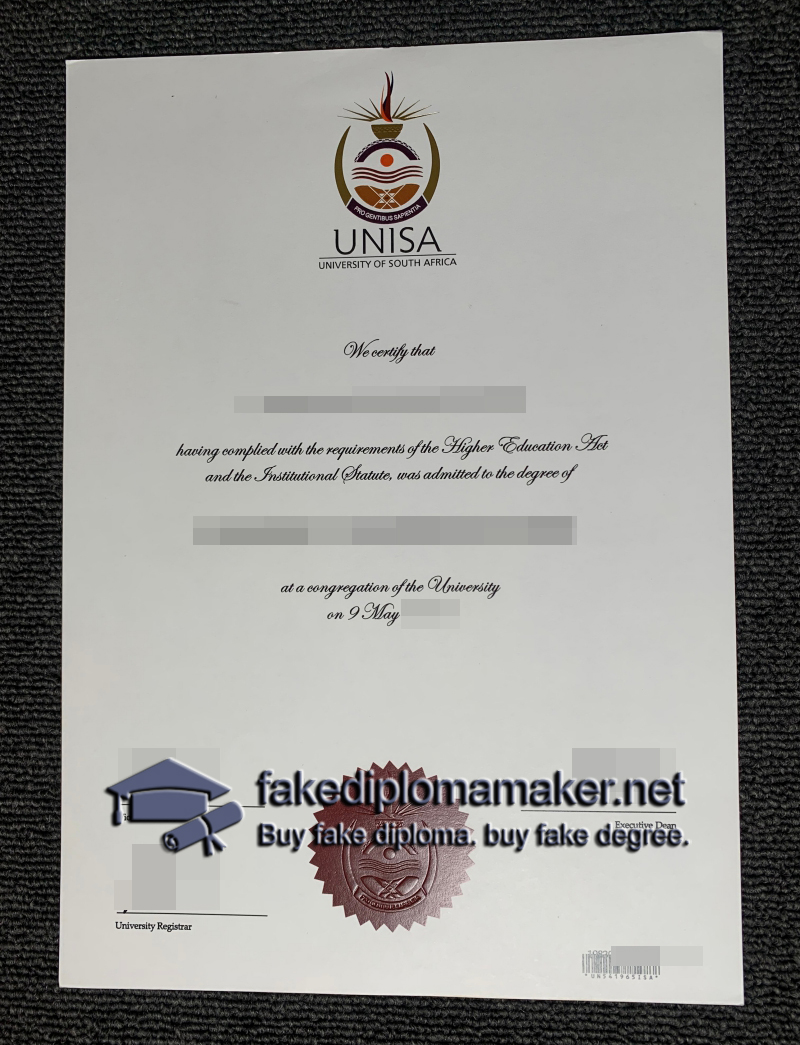 PRO GENTIBUS SAPIENTIA
UNISA
UNIVERSITY OF SOUTH AFRICA
We certify that
having complied with the requirements of the Higher Education Act
and the Institutional Statute, was admitted to the degree of
at a congregation of the University
on 9 May
fakediplomamaker.net
Executive Dean
Buy fake diploma, buy fake degree.
University Registrar